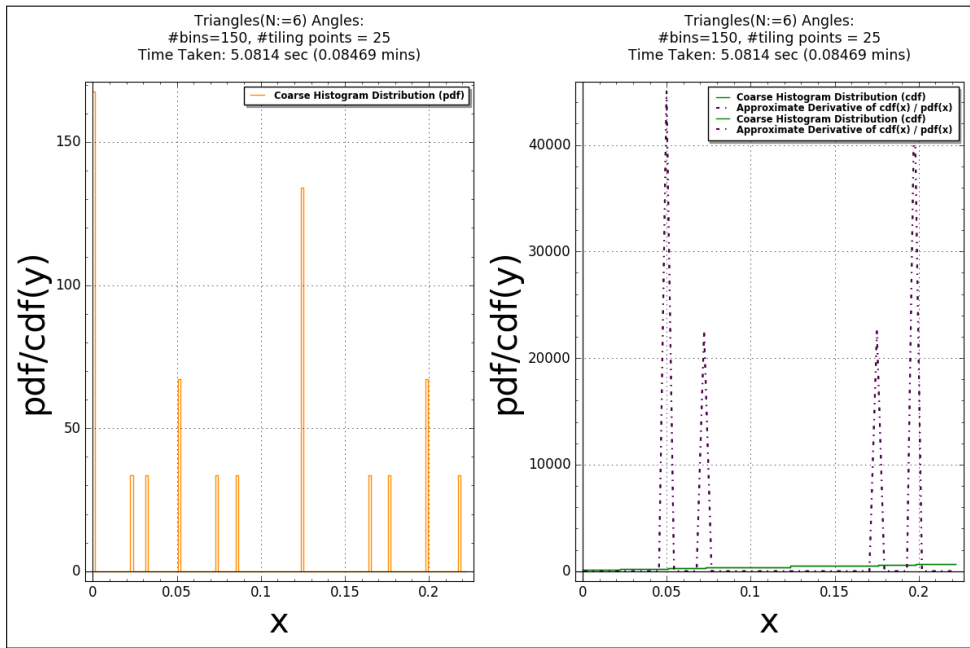 Triangles(N:=6) Angles:
#bins=150, #tiling points = 25
Time Taken: 5.0814 sec (0.08469 mins)
Coarse Histogram Distribution (pdf)
pdf/cdf(y)
150
100
50
0
0
0.05
0.1
0.15
0.2
x
Triangles(N:=6) Angles:
#bins=150, #tiling points = 25
Time Taken: 5.0814 sec (0.08469 mins)
Coarse Histogram Distribution (cdf)
Approximate Derivative of cdf(x) / pdf(x)
Coarse Histogram Distribution (cdf)
Approximate Derivative of cdf(x) / pdf(x)
pdf/cdf(y)
40000
30000
20000
10000
0
0
0.05
0.1
0.15
0.2
x